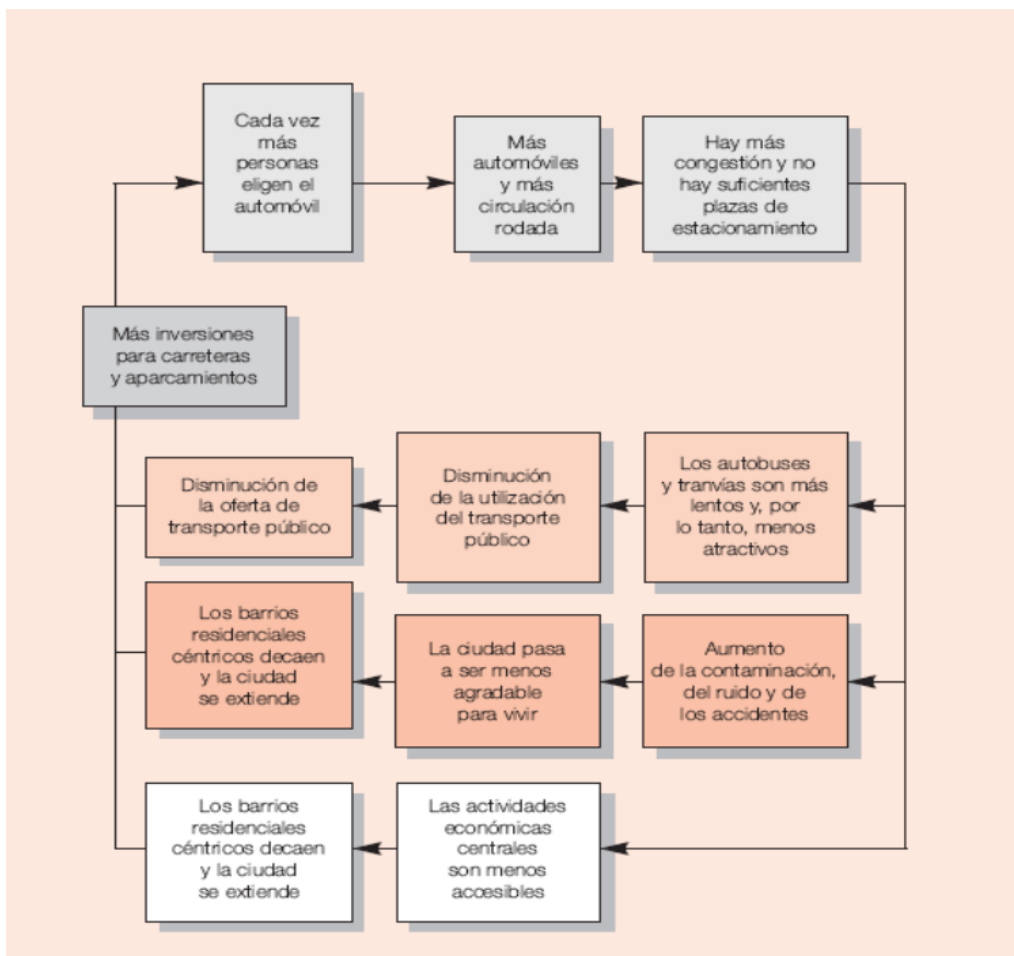 Cada vez
más
personas
eligen el
automóvil
Más
automóviles
y más
circulación
rodada
Hay más
congestión y no
hay suficientes
plazas de
estacionamiento
Más inversiones
para carreteras
y aparcamientos
Disminución de
la oferta de
transporte público
Disminución
de la utilización
del transporte
público
Los autobuses
y tranvías son más
lentos y, por
lo tanto, menos
atractivos
Los barrios
residenciales
céntricos decaen
y la ciudad
se extiende
La ciudad pasa
a ser menos
agradable
para vivir
Aumento
de la contaminación,
del ruido y de
los accidentes
Los barrios
residenciales
céntricos decaen
y la ciudad
se extiende
Las actividades
económicas
centrales
son menos
accesibles